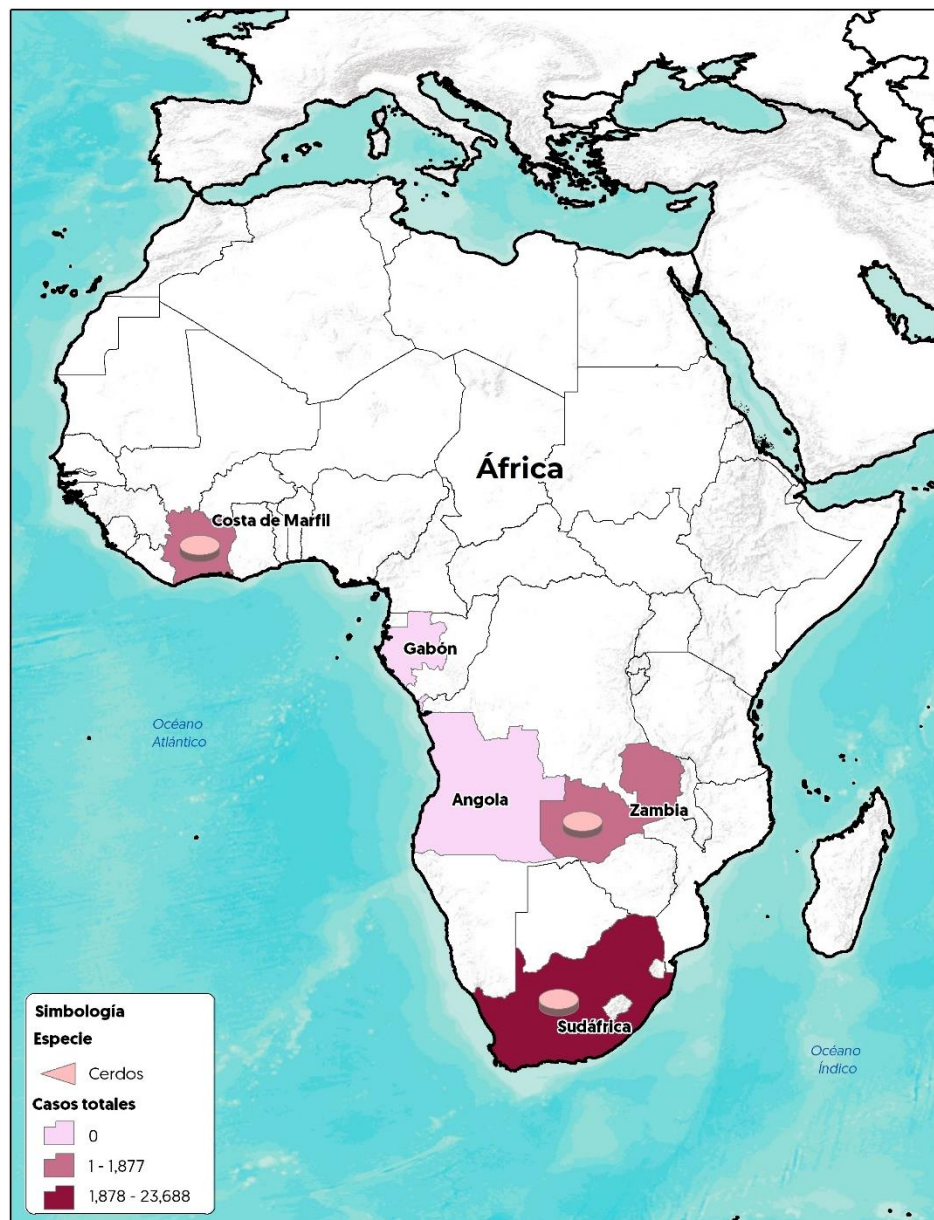 África
Costa de Marfil
Gabón
Océano
Atlántico
Angola
Zambia
Sudáfrica
Océano
Índico
Simbología
Especie
Cerdos
Casos totales
0
1 - 1,877
1,878 - 23,688